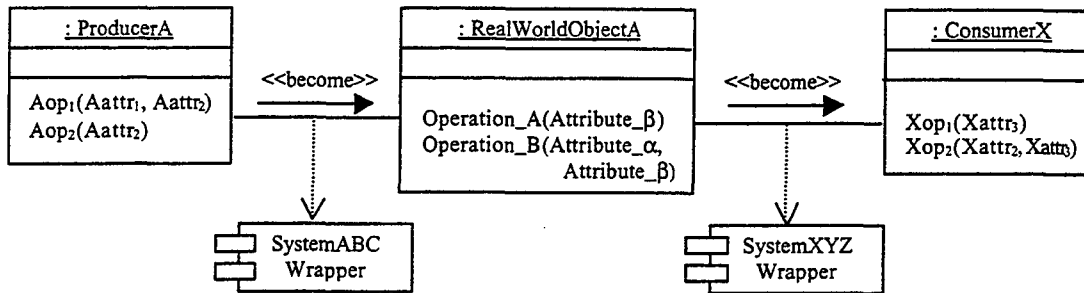 : ProducerA
Aop₁(Aattr₁, Aattr₂)
Aop₂(Aattr₂)
<<become>>
: RealWorldObjectA
Operation_A(Attribute_β)
Operation_B(Attribute_α,
Attribute_β)
<<become>>
: ConsumerX
Xop₁(Xattr₃)
Xop₂(Xattr₂, Xattr₃)
SystemABC
Wrapper
SystemXYZ
Wrapper